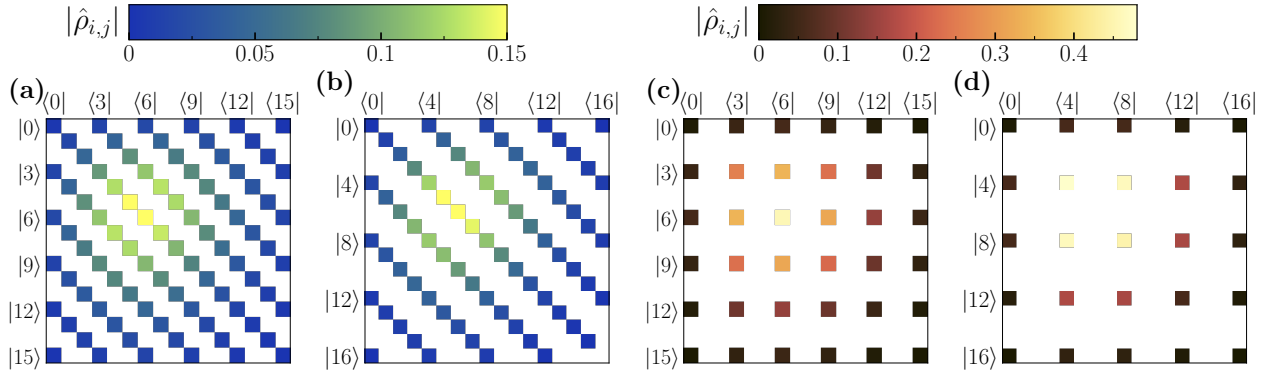 |ρ̂i,j|
0 0.05 0.1 0.15
|ρ̂i,j|
0 0.1 0.2 0.3 0.4
(a)
⟨0| ⟨3| ⟨6| ⟨9| ⟨12| ⟨15|
|0⟩
|3⟩
|6⟩
|9⟩
|12⟩
|15⟩
(b)
⟨0| ⟨4| ⟨8| ⟨12| ⟨16|
|0⟩
|4⟩
|8⟩
|12⟩
|16⟩
(c)
⟨0| ⟨3| ⟨6| ⟨9| ⟨12| ⟨15|
|0⟩
|3⟩
|6⟩
|9⟩
|12⟩
|15⟩
(d)
⟨0| ⟨4| ⟨8| ⟨12| ⟨16|
|0⟩
|4⟩
|8⟩
|12⟩
|16⟩